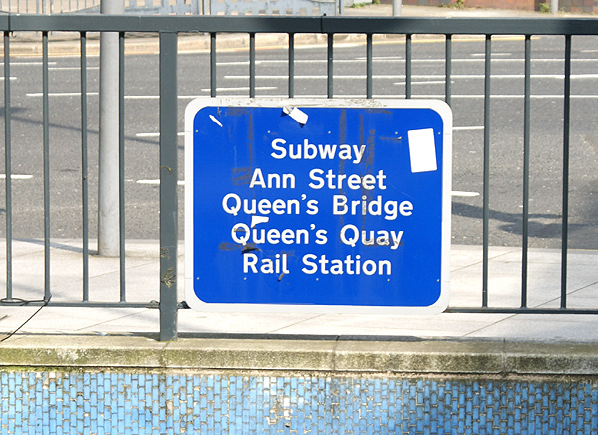 Subway
Ann Street
Queen's Bridge
Queen's Quay
Rail Station